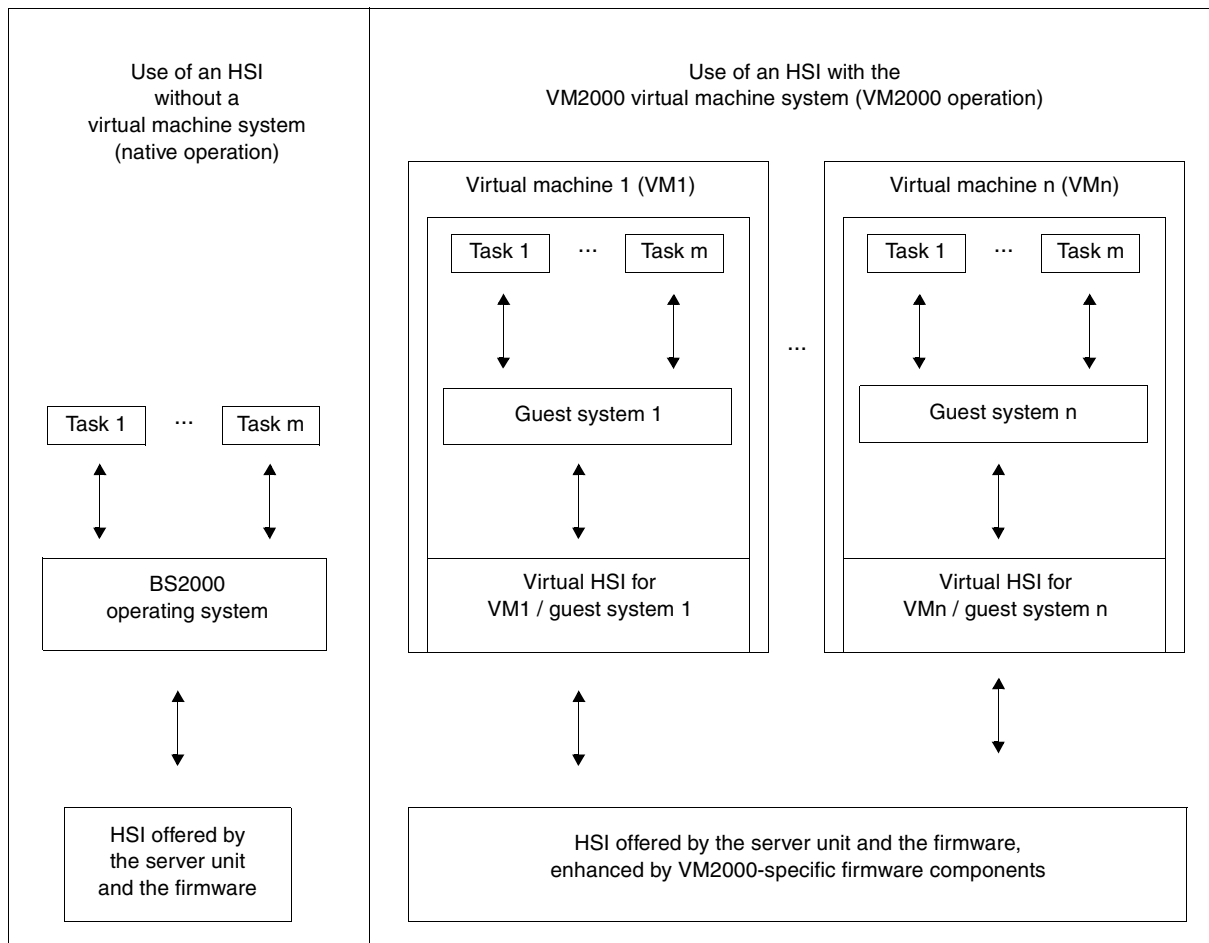 Use of an HSI
without a
virtual machine system
(native operation)
Task 1 ... Task m
BS2000
operating system
HSI offered by
the server unit
and the firmware
Use of an HSI with the
VM2000 virtual machine system (VM2000 operation)
Virtual machine 1 (VM1)
Task 1 ... Task m
Guest system 1
Virtual HSI for
VM1 / guest system 1
...
Virtual machine n (VMn)
Task 1 ... Task m
Guest system n
Virtual HSI for
VMn / guest system n
HSI offered by the server unit and the firmware,
enhanced by VM2000-specific firmware components